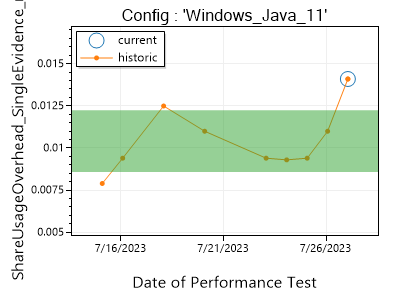 Config : 'Windows_Java_11'
ShareUsageOverhead_SingleEvidence_
current
historic
0.015
0.0125
0.01
0.0075
0.005
7/16/2023
7/21/2023
7/26/2023
Date of Performance Test